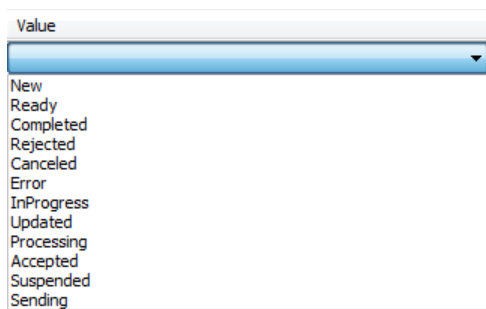 Value
New
Ready
Completed
Rejected
Canceled
Error
InProgress
Updated
Processing
Accepted
Suspended
Sending